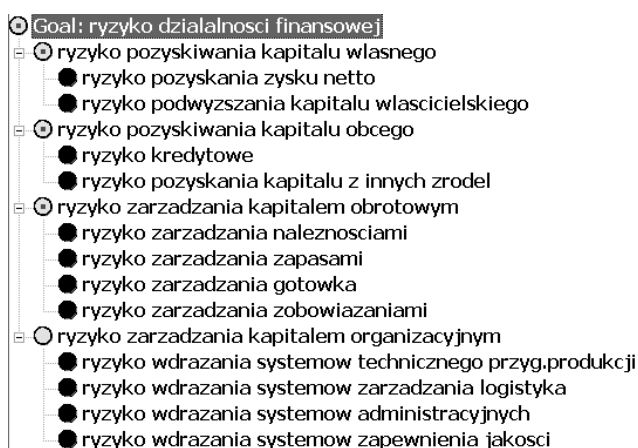 Goal: ryzyko dzialalnosci finansowej
ryzyko pozyskiwania kapitalu wlasnego
ryzyko pozyskania zysku netto
ryzyko podwyzszania kapitalu wlascicielskiego
ryzyko pozyskiwania kapitalu obcego
ryzyko kredytowe
ryzyko pozyskania kapitalu z innych zrodel
ryzyko zarzadzania kapitalem obrotowym
ryzyko zarzadzania naleznosciami
ryzyko zarzadzania zapasami
ryzyko zarzadzania gotowka
ryzyko zarzadzania zobowiazaniami
ryzyko zarzadzania kapitalem organizacyjnym
ryzyko wdrazania systemow technicznego przyg.produkcji
ryzyko wdrazania systemow zarzadzania logistyka
ryzyko wdrazania systemow administracyjnych
ryzyko wdrazania systemow zapewnienia jakosci